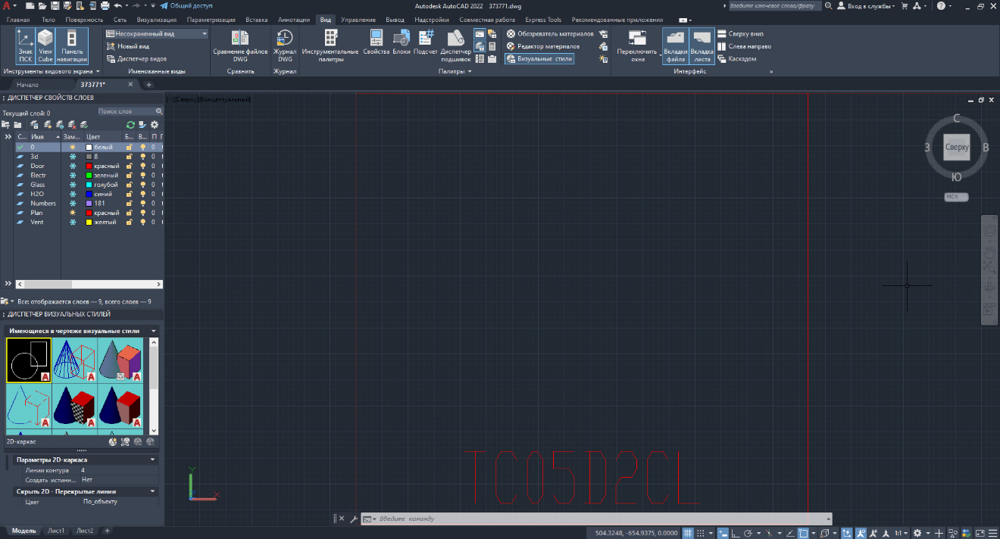 Общий доступ
Autodesk AutoCAD 2022 373771.dwg
Введите ключевое слово/фразу
Вход в службы
Главная Тело Поверхность Сеть Визуализация Параметризация Вставка Аннотации Вид Управление Вывод Надстройки Совместная работа Express Tools Рекомендованные приложения
Знак ПСК
View Cube
Панель навигации
Инструменты видового экрана
Несохраненный вид
Новый вид
Диспетчер видов
Именованные виды
Сравнение файлов DWG
Сравнить
Журнал DWG
Журнал
Инструментальные палитры
Свойства
Блоки
Подсчет
Диспетчер подшивок
Обозреватель материалов
Редактор материалов
Визуальные стили
Палитры
Переключить окна
Вкладки файла
Вкладка листа
Сверху вниз
Слева направо
Каскадом
Интерфейс
Начало
373771*
ДИСПЕТЧЕР СВОЙСТВ СЛОЕВ
Текущий слой: 0
Поиск слоя
С... Имя Зам... Цвет Б... В... П
0 белый 0
3d 8 0
Door красный 0
Electr зеленый 0
Glass голубой 0
H2O синий 0
Numbers 181 0
Plan красный 0
Vent желтый 0
Все: отображается слоев — 9, всего слоев — 9
ДИСПЕТЧЕР ВИЗУАЛЬНЫХ СТИЛЕЙ
Имеющиеся в чертеже визуальные стили
2D-каркас
Параметры 2D-каркаса
Линии контура 4
Создать истинн... Нет
Скрыть 2D - Перекрытые линии
Цвет По_объекту
[−][Сверху][Концептуальный]
С
З
Сверху
В
Ю
МСК
TC05D2CL
Y
X
Введите команду
Модель Лист1 Лист2
504.3248, -654.9375, 0.0000
1:1